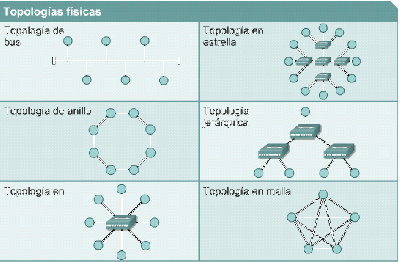 Topologías físicas
Topología de
bus
Topología en
estrella
Topología de anillo
Topología
jerárquica
Topología en
Topología en malla